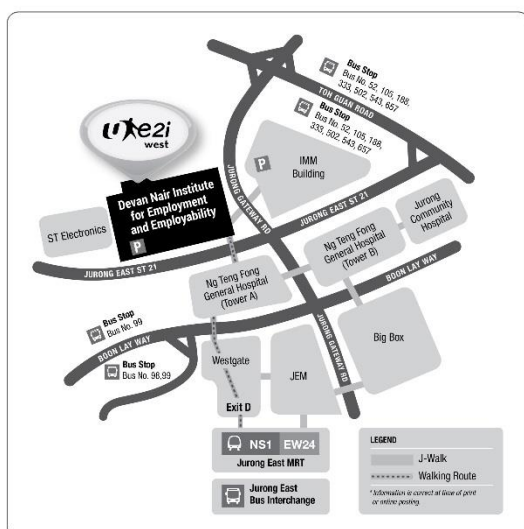 Bus Stop
Bus No. 52, 105, 188,
333, 502, 543, 657
TOH GUAN ROAD
Bus Stop
Bus No. 52, 105, 188,
333, 502, 543, 657
e2i
west
Devan Nair Institute
for Employment
and Employability
P
P
IMM
Building
JURONG GATEWAY RD
ST Electronics
JURONG EAST ST 21
JURONG EAST ST 21
Jurong
Community
Hospital
Ng Teng Fong
General Hospital
(Tower B)
Ng Teng Fong
General Hospital
(Tower A)
BOON LAY WAY
Bus Stop
Bus No. 99
BOON LAY WAY
Bus Stop
Bus No. 98,99
Westgate
Exit D
JEM
JURONG GATEWAY RD
Big Box
NS1 EW24
Jurong East MRT
Jurong East
Bus Interchange
LEGEND
J-Walk
Walking Route
* Information is correct at time of print
or online posting.